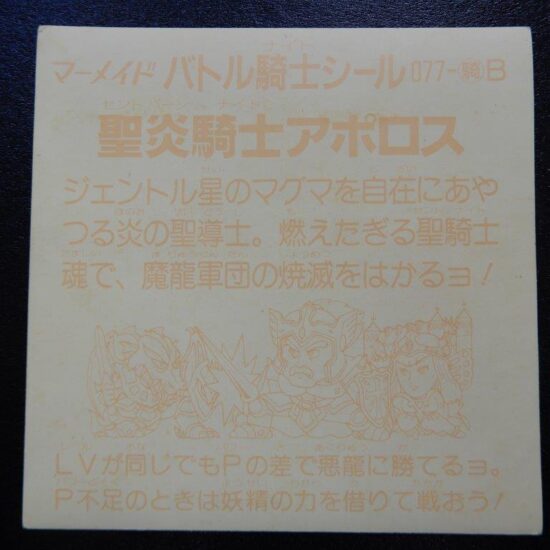 マーメイド バトル騎士シール 077-騎B
聖炎騎士アポロス
ジェントル星のマグマを自在にあや
つる炎の聖導士。燃えたぎる聖騎士
魂で、魔龍軍団の焼滅をはかるヨ!
LVが同じでもPの差で悪龍に勝てるヨ。
P不足のときは妖精の力を借りて戦おう!